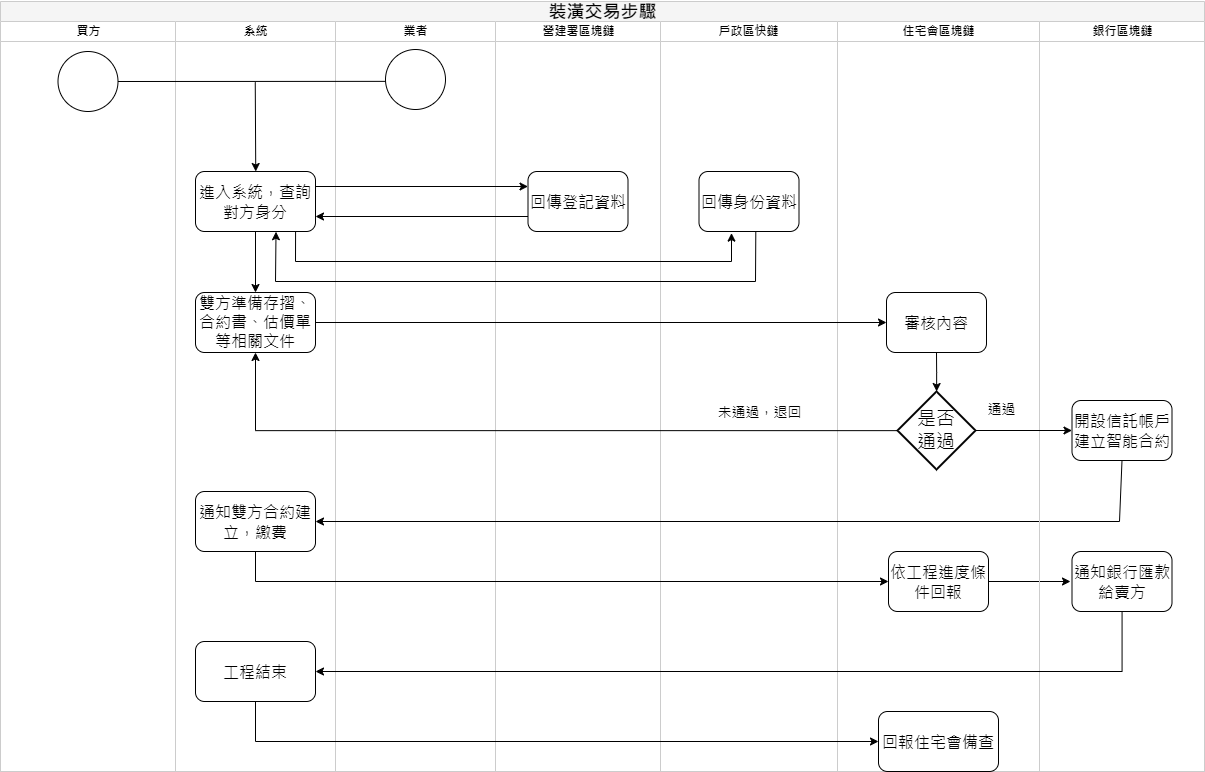 裝潢交易步驟
買方
系統
業者
營建署區塊鏈
戶政區快鏈
住宅會區塊鏈
銀行區塊鏈
進入系統，查詢
對方身分
回傳登記資料
回傳身份資料
雙方準備存摺、
合約書、估價單
等相關文件
審核內容
未通過，退回
是否
通過
通過
開設信託帳戶
建立智能合約
通知雙方合約建
立，繳費
依工程進度條
件回報
通知銀行匯款
給賣方
工程結束
回報住宅會備查